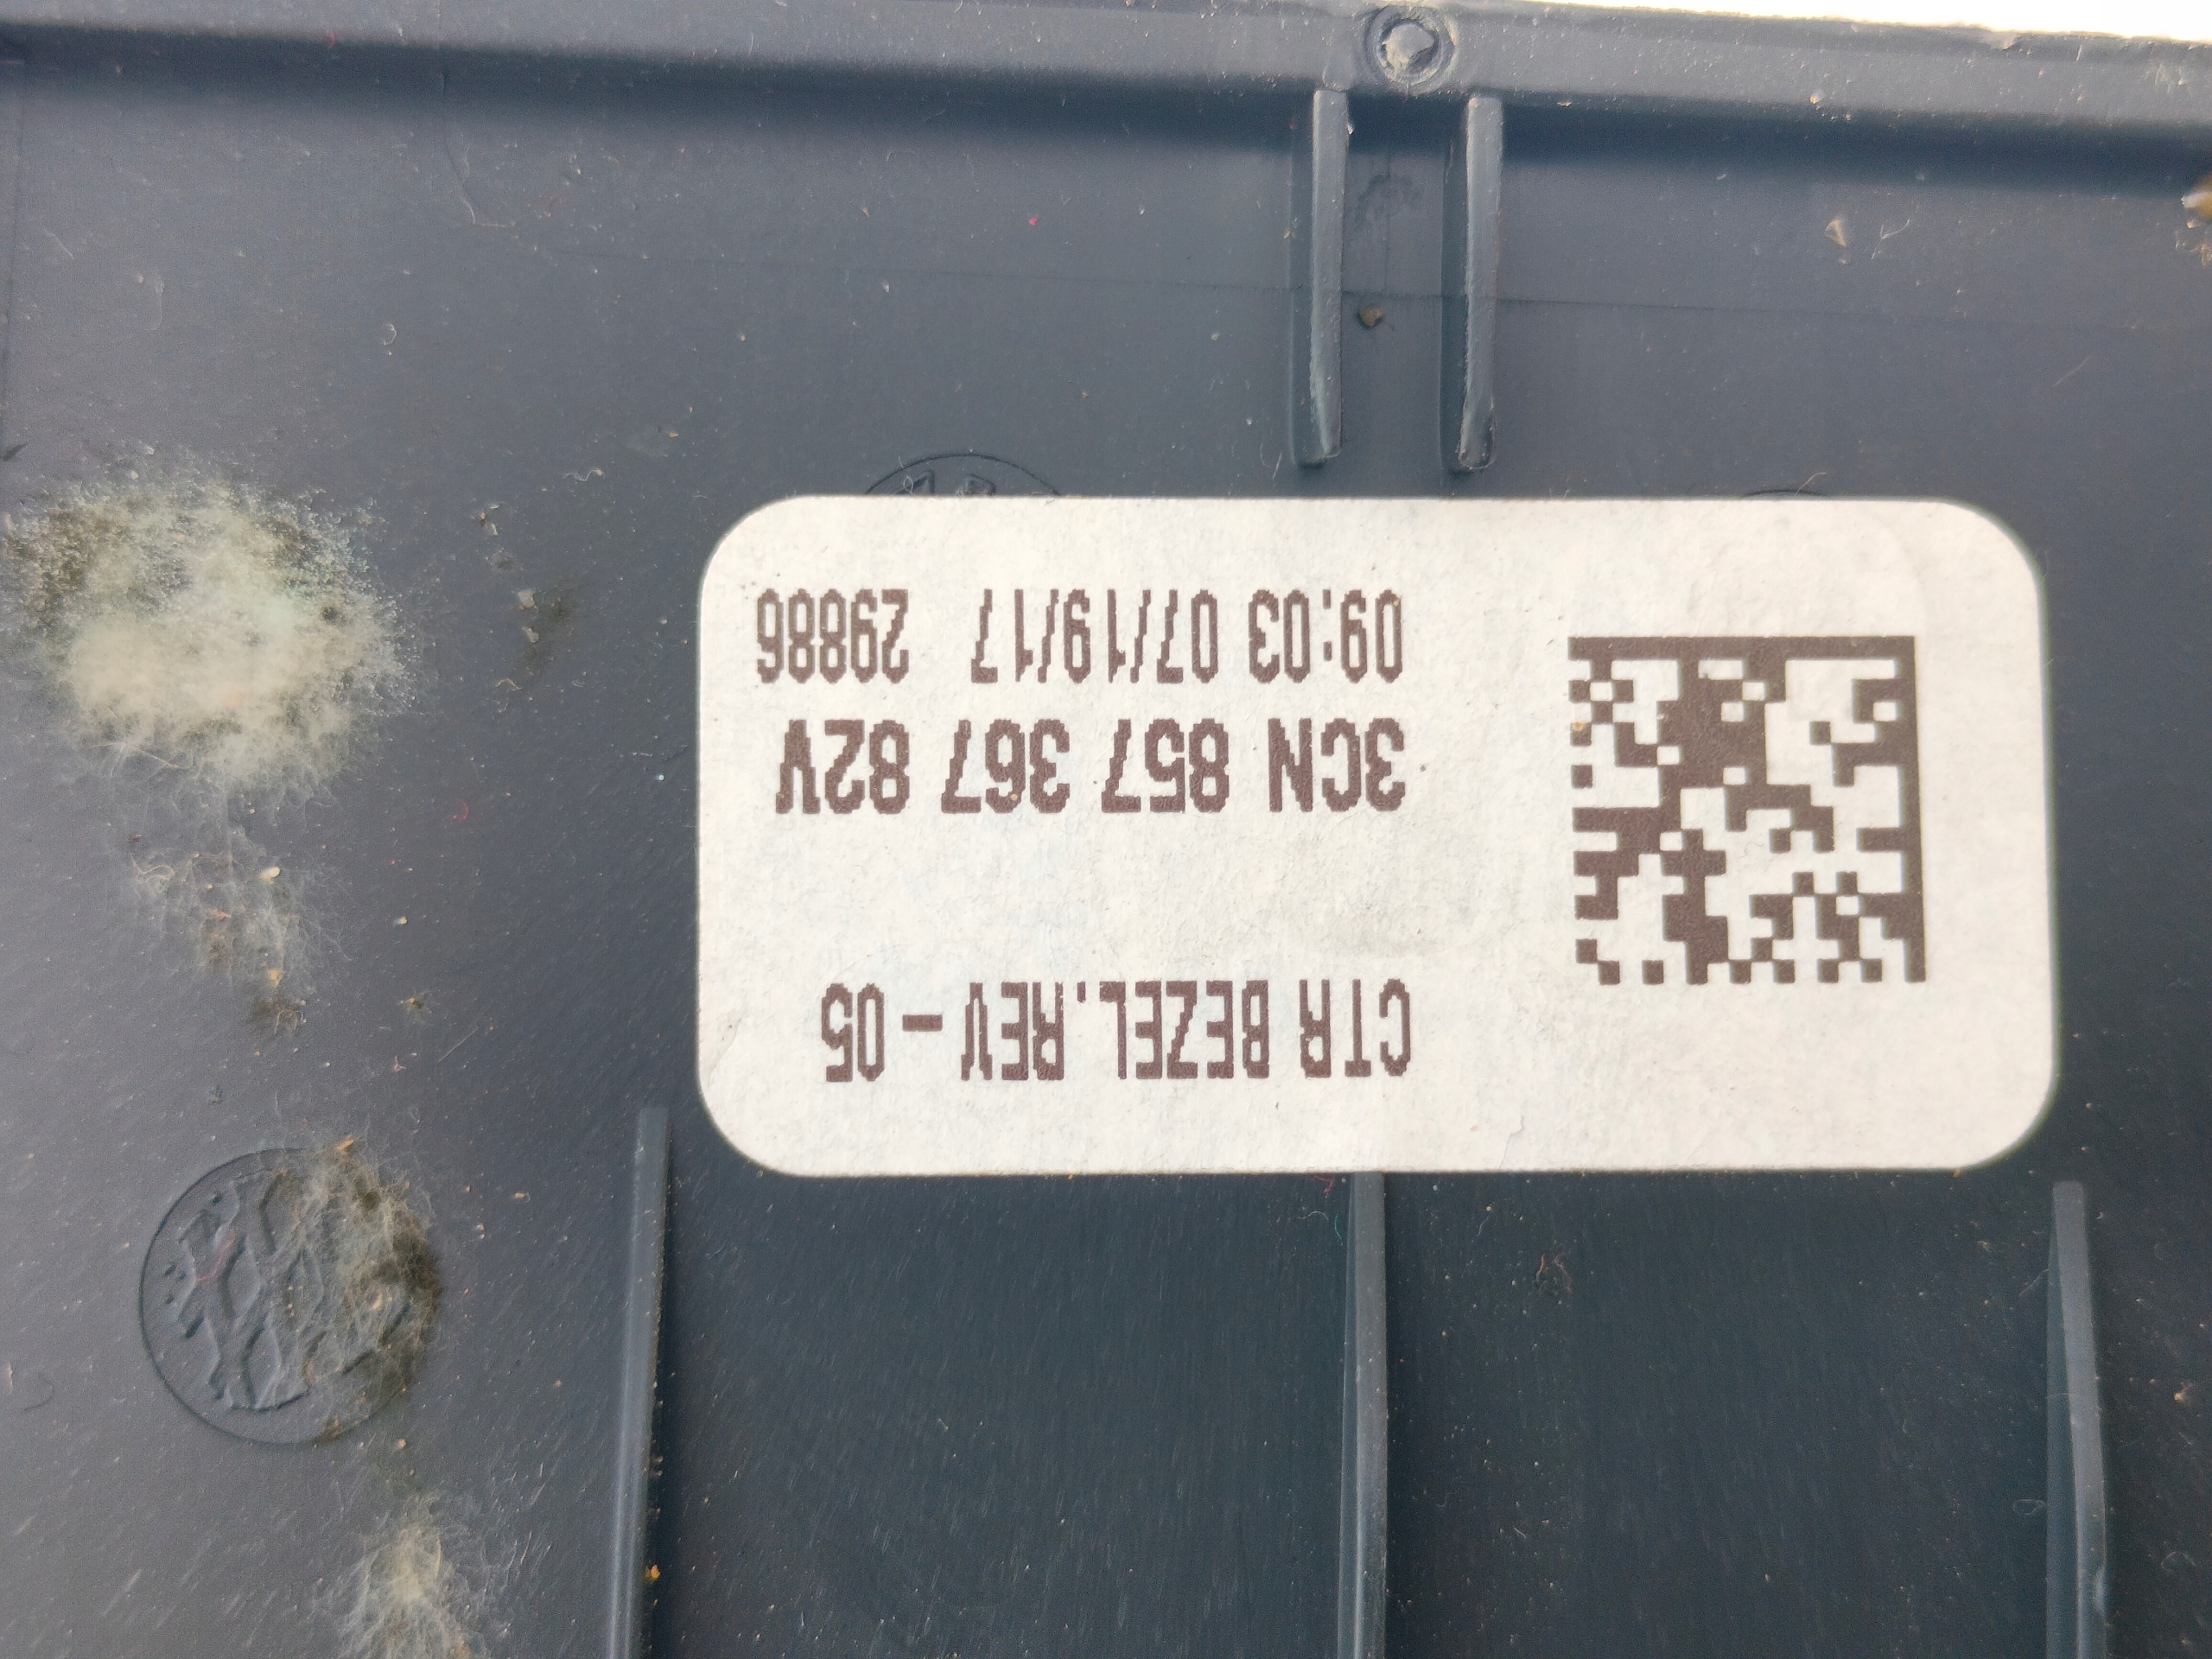 CTR BEZEL.REV-05
3CN 857 367 82V
09:03 07/19/17 29886